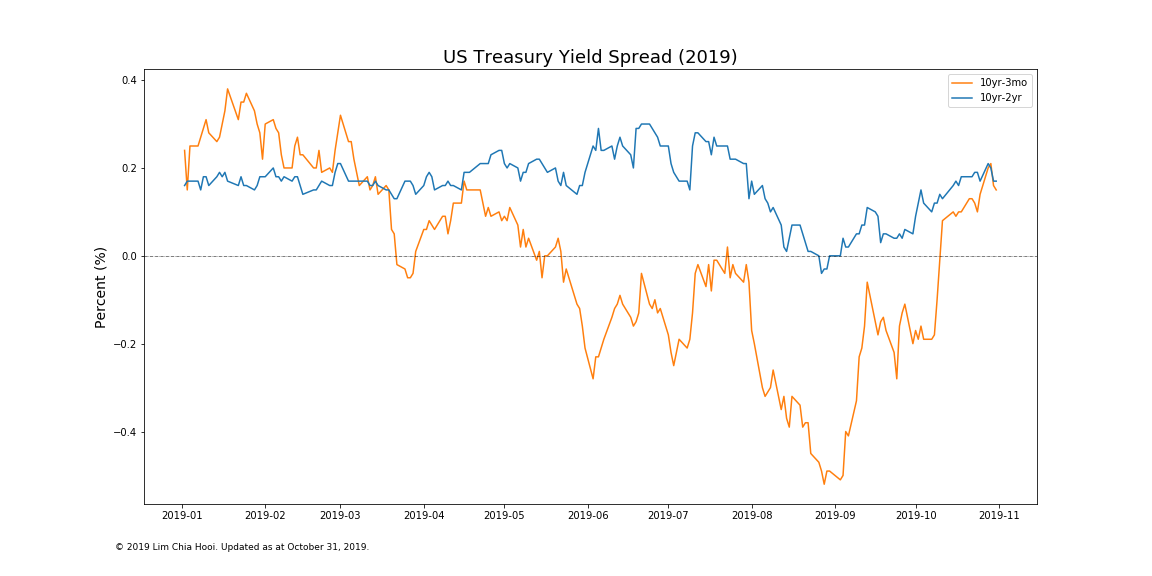 US Treasury Yield Spread (2019)
10yr-3mo
10yr-2yr
Percent (%)
0.4
0.2
0.0
−0.2
−0.4
2019-01 2019-02 2019-03 2019-04 2019-05 2019-06 2019-07 2019-08 2019-09 2019-10 2019-11
© 2019 Lim Chia Hooi. Updated as at October 31, 2019.